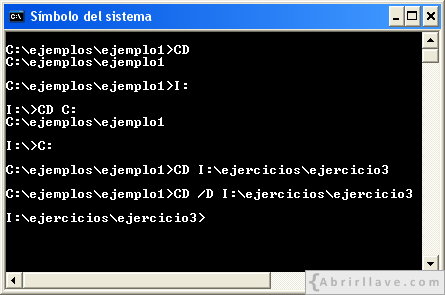 Símbolo del sistema
C:\ejemplos\ejemplo1>CD
C:\ejemplos\ejemplo1
C:\ejemplos\ejemplo1>I:
I:\>CD C:
C:\ejemplos\ejemplo1
I:\>C:
C:\ejemplos\ejemplo1>CD I:\ejercicios\ejercicio3
C:\ejemplos\ejemplo1>CD /D I:\ejercicios\ejercicio3
I:\ejercicios\ejercicio3>
{Abrirllave.com